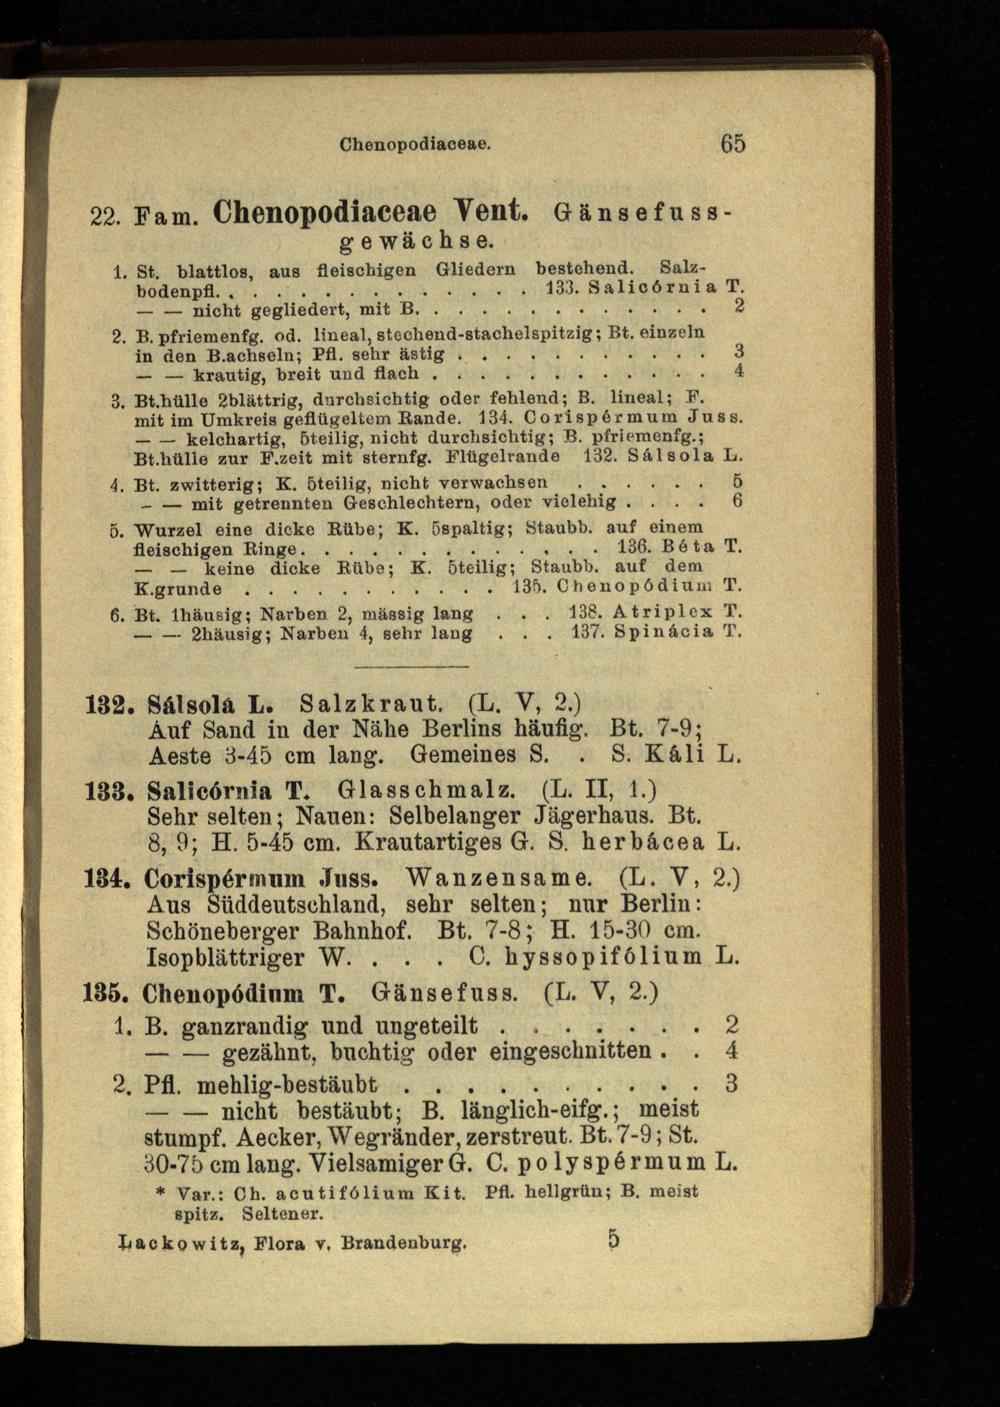 Chenopodiaceae. 65
22. Fam. Chenopodiaceae Vent. Gänsefuss-
gewächse.
1. St. blattlos, aus fleischigen Gliedern bestehend. Salz-
bodenpfl. . . . . . . . . . . . . . 133. Salicórnia T.
— — nicht gegliedert, mit B. . . . . . . . . . . . . 2
2. B. pfriemenfg. od. lineal, stechend-stachelspitzig; Bt. einzeln
in den B.achseln; Pfl. sehr ästig . . . . . . . . . . . 3
— — krautig, breit und flach . . . . . . . . . . . . 4
3. Bt.hülle 2blättrig, durchsichtig oder fehlend; B. lineal; F.
mit im Umkreis geflügeltem Rande. 134. Corispérmum Juss.
— — kelchartig, 5teilig, nicht durchsichtig; B. pfriemenfg.;
Bt.hülle zur F.zeit mit sternfg. Flügelrande 132. Sálsola L.
4. Bt. zwitterig; K. 5teilig, nicht verwachsen . . . . . . 5
— — mit getrennten Geschlechtern, oder vielehig . . . . 6
5. Wurzel eine dicke Rübe; K. 5spaltig; Staubb. auf einem
fleischigen Ringe. . . . . . . . . . . . . 136. Béta T.
— — keine dicke Rübe; K. 5teilig; Staubb. auf dem
K.grunde . . . . . . . . . . . 135. Chenopódium T.
6. Bt. 1häusig; Narben 2, mässig lang . . . 138. Atriplex T.
— — 2häusig; Narben 4, sehr lang . . . 137. Spinácia T.
132. Sálsola L. Salzkraut. (L. V, 2.)
Auf Sand in der Nähe Berlins häufig. Bt. 7-9;
Aeste 3-45 cm lang. Gemeines S. . S. Káli L.
133. Salicórnia T. Glasschmalz. (L. II, 1.)
Sehr selten; Nauen: Selbelanger Jägerhaus. Bt.
8, 9; H. 5-45 cm. Krautartiges G. S. herbácea L.
134. Corispérmum Juss. Wanzensame. (L. V, 2.)
Aus Süddeutschland, sehr selten; nur Berlin:
Schöneberger Bahnhof. Bt. 7-8; H. 15-30 cm.
Isopblättriger W. . . . C. hyssopifólium L.
135. Chenopódium T. Gänsefuss. (L. V, 2.)
1. B. ganzrandig und ungeteilt . . . . . . . 2
— — gezähnt, buchtig oder eingeschnitten . . 4
2. Pfl. mehlig-bestäubt . . . . . . . . . . 3
— — nicht bestäubt; B. länglich-eifg.; meist
stumpf. Aecker, Wegränder, zerstreut. Bt. 7-9; St.
30-75 cm lang. Vielsamiger G. C. polyspérmum L.
* Var.: Ch. acutifólium Kit. Pfl. hellgrün; B. meist
spitz. Seltener.
Lackowitz, Flora v. Brandenburg. 5